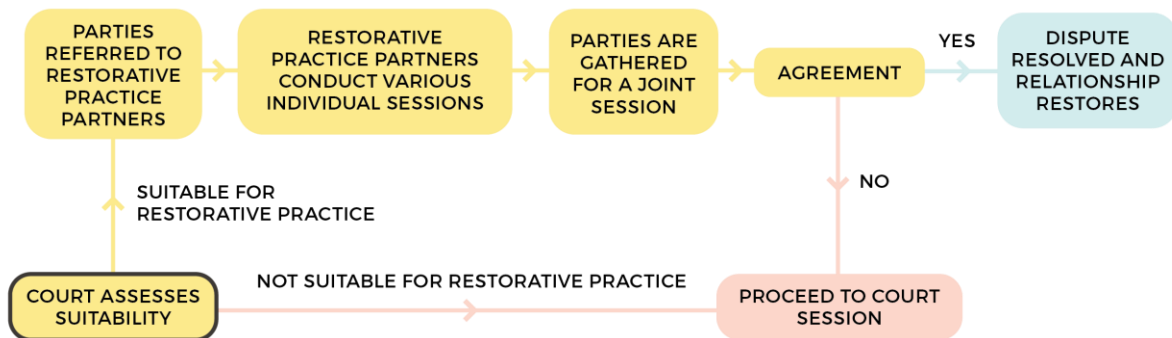 PARTIES
REFERRED TO
RESTORATIVE
PRACTICE
PARTNERS
RESTORATIVE
PRACTICE PARTNERS
CONDUCT VARIOUS
INDIVIDUAL SESSIONS
PARTIES ARE
GATHERED
FOR A JOINT
SESSION
AGREEMENT
YES
DISPUTE
RESOLVED AND
RELATIONSHIP
RESTORES
SUITABLE FOR
RESTORATIVE PRACTICE
NO
COURT ASSESSES
SUITABILITY
NOT SUITABLE FOR RESTORATIVE PRACTICE
PROCEED TO COURT
SESSION